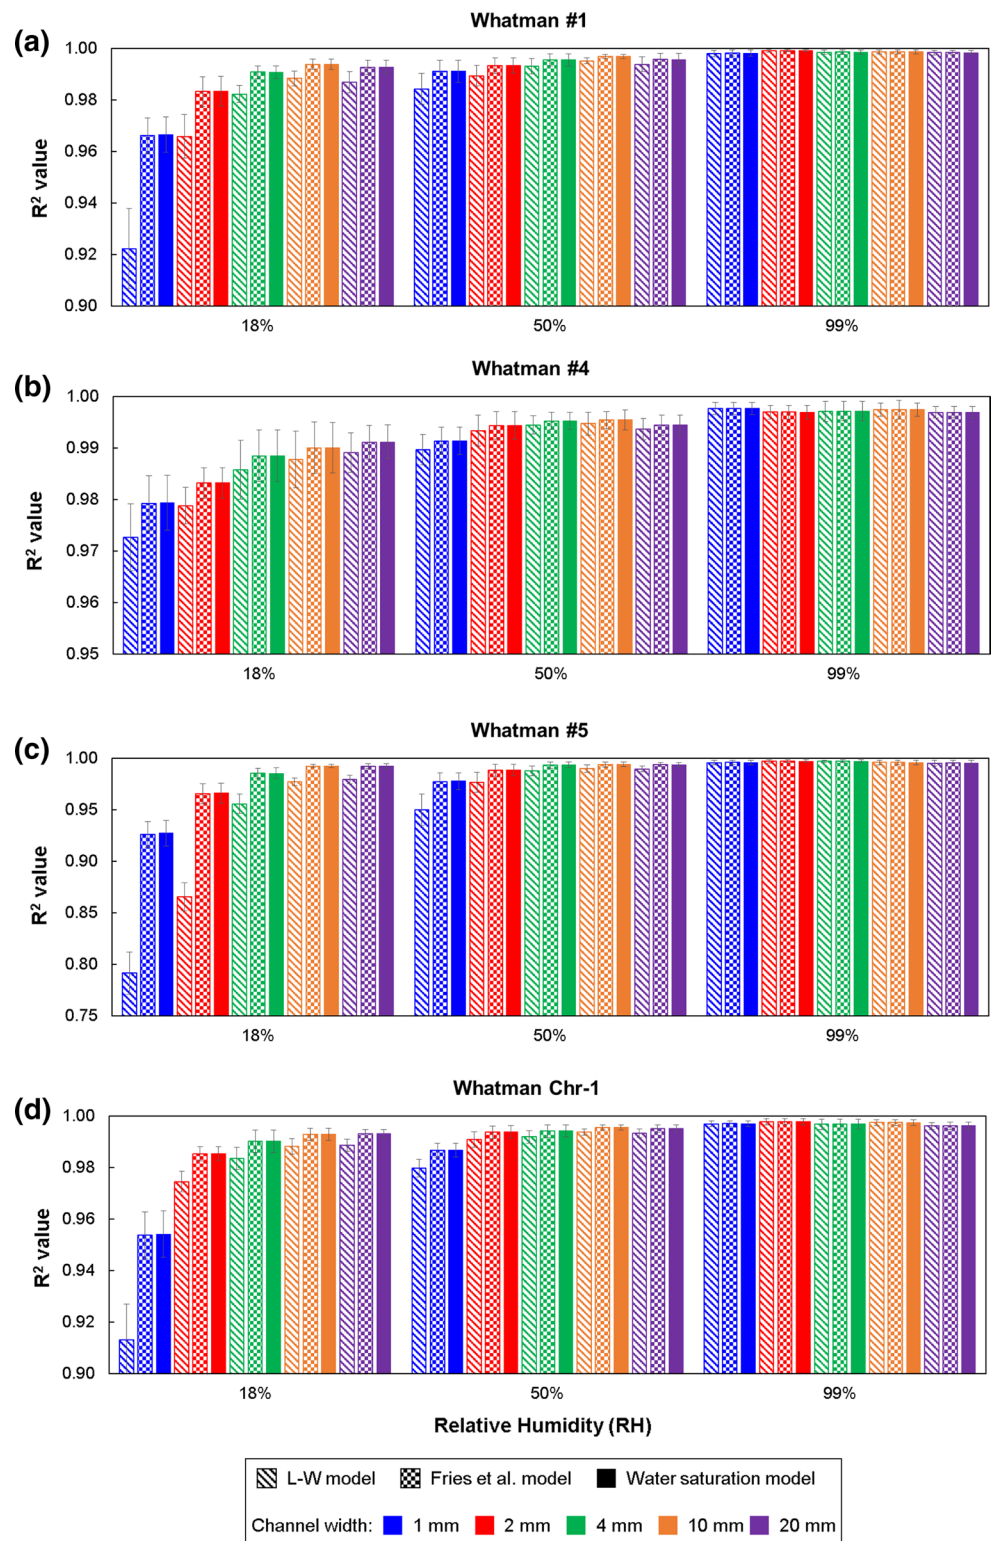 Whatman #1
(a)
1.00
0.98
0.96
0.94
0.92
0.90
R² value
18% 50% 99%
Whatman #4
(b)
1.00
0.99
0.98
0.97
0.96
0.95
R² value
18% 50% 99%
Whatman #5
(c)
1.00
0.95
0.90
0.85
0.80
0.75
R² value
18% 50% 99%
Whatman Chr-1
(d)
1.00
0.98
0.96
0.94
0.92
0.90
R² value
18% 50% 99%
Relative Humidity (RH)
L-W model Fries et al. model Water saturation model
Channel width: 1 mm 2 mm 4 mm 10 mm 20 mm